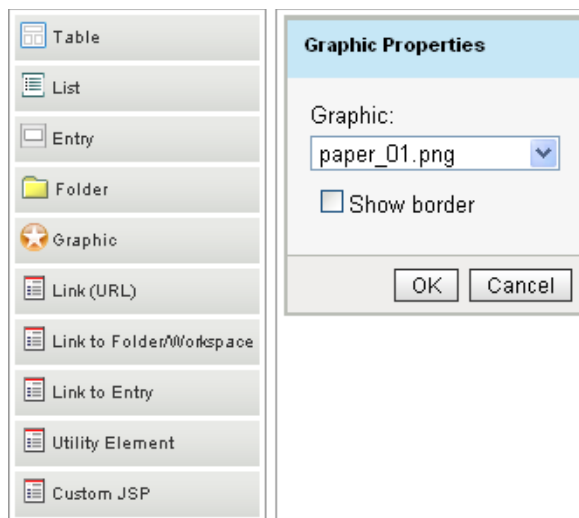 Table
List
Entry
Folder
Graphic
Link (URL)
Link to Folder/Workspace
Link to Entry
Utility Element
Custom JSP
Graphic Properties
Graphic:
paper_01.png
Show border
OK Cancel